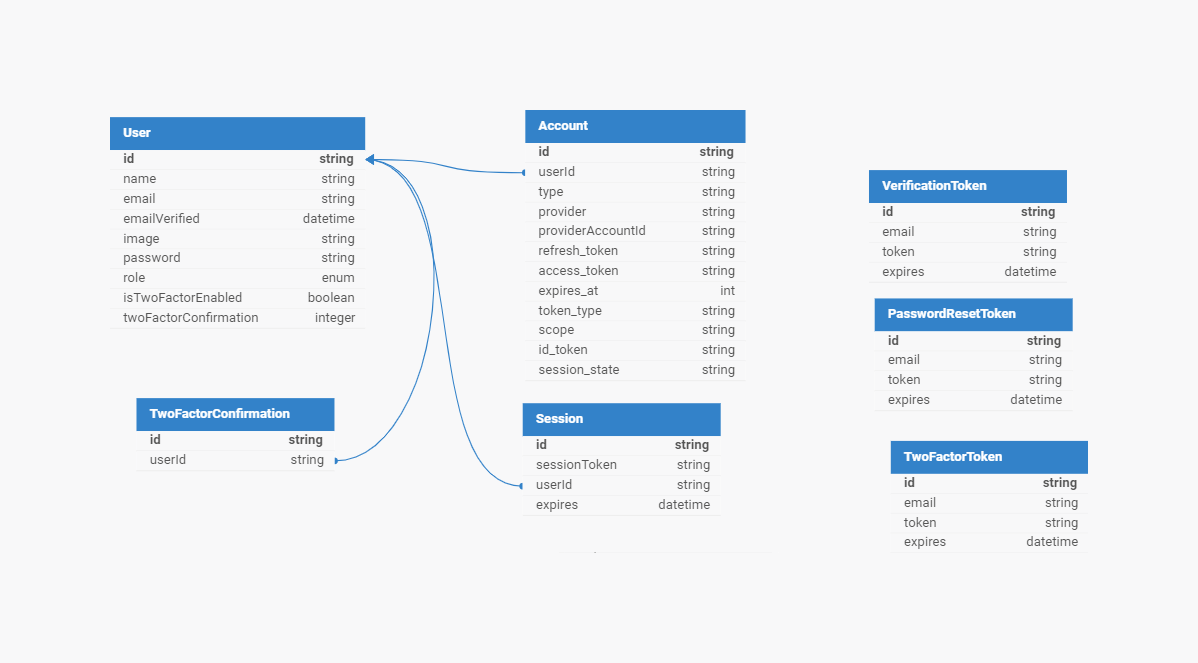 User
id string
name string
email string
emailVerified datetime
image string
password string
role enum
isTwoFactorEnabled boolean
twoFactorConfirmation integer
TwoFactorConfirmation
id string
userId string
Account
id string
userId string
type string
provider string
providerAccountId string
refresh_token string
access_token string
expires_at int
token_type string
scope string
id_token string
session_state string
Session
id string
sessionToken string
userId string
expires datetime
VerificationToken
id string
email string
token string
expires datetime
PasswordResetToken
id string
email string
token string
expires datetime
TwoFactorToken
id string
email string
token string
expires datetime